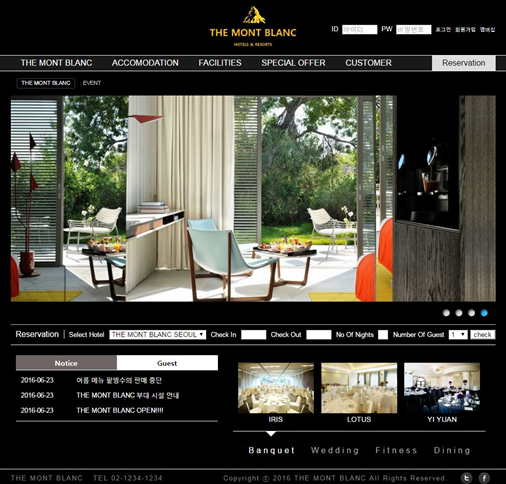 THE MONT BLANC
HOTELS & RESORTS
ID 아이디 PW 비밀번호 로그인 회원가입 멤버십
THE MONT BLANC ACCOMODATION FACILITIES SPECIAL OFFER CUSTOMER Reservation
THE MONT BLANC EVENT
Reservation Select Hotel THE MONT BLANC SEOUL Check In Check Out No Of Nights Number Of Guest 1 check
Notice Guest
2016-06-23 여름 메뉴 팥빙수의 판매 중단
2016-06-23 THE MONT BLANC 부대 시설 안내
2016-06-23 THE MONT BLANC OPEN!!!!
IRIS LOTUS YI YUAN
Banquet Wedding Fitness Dining
THE MONT BLANC TEL 02-1234-1234 Copyright ⓒ 2016 THE MONT BLANC All Rights Reserved.